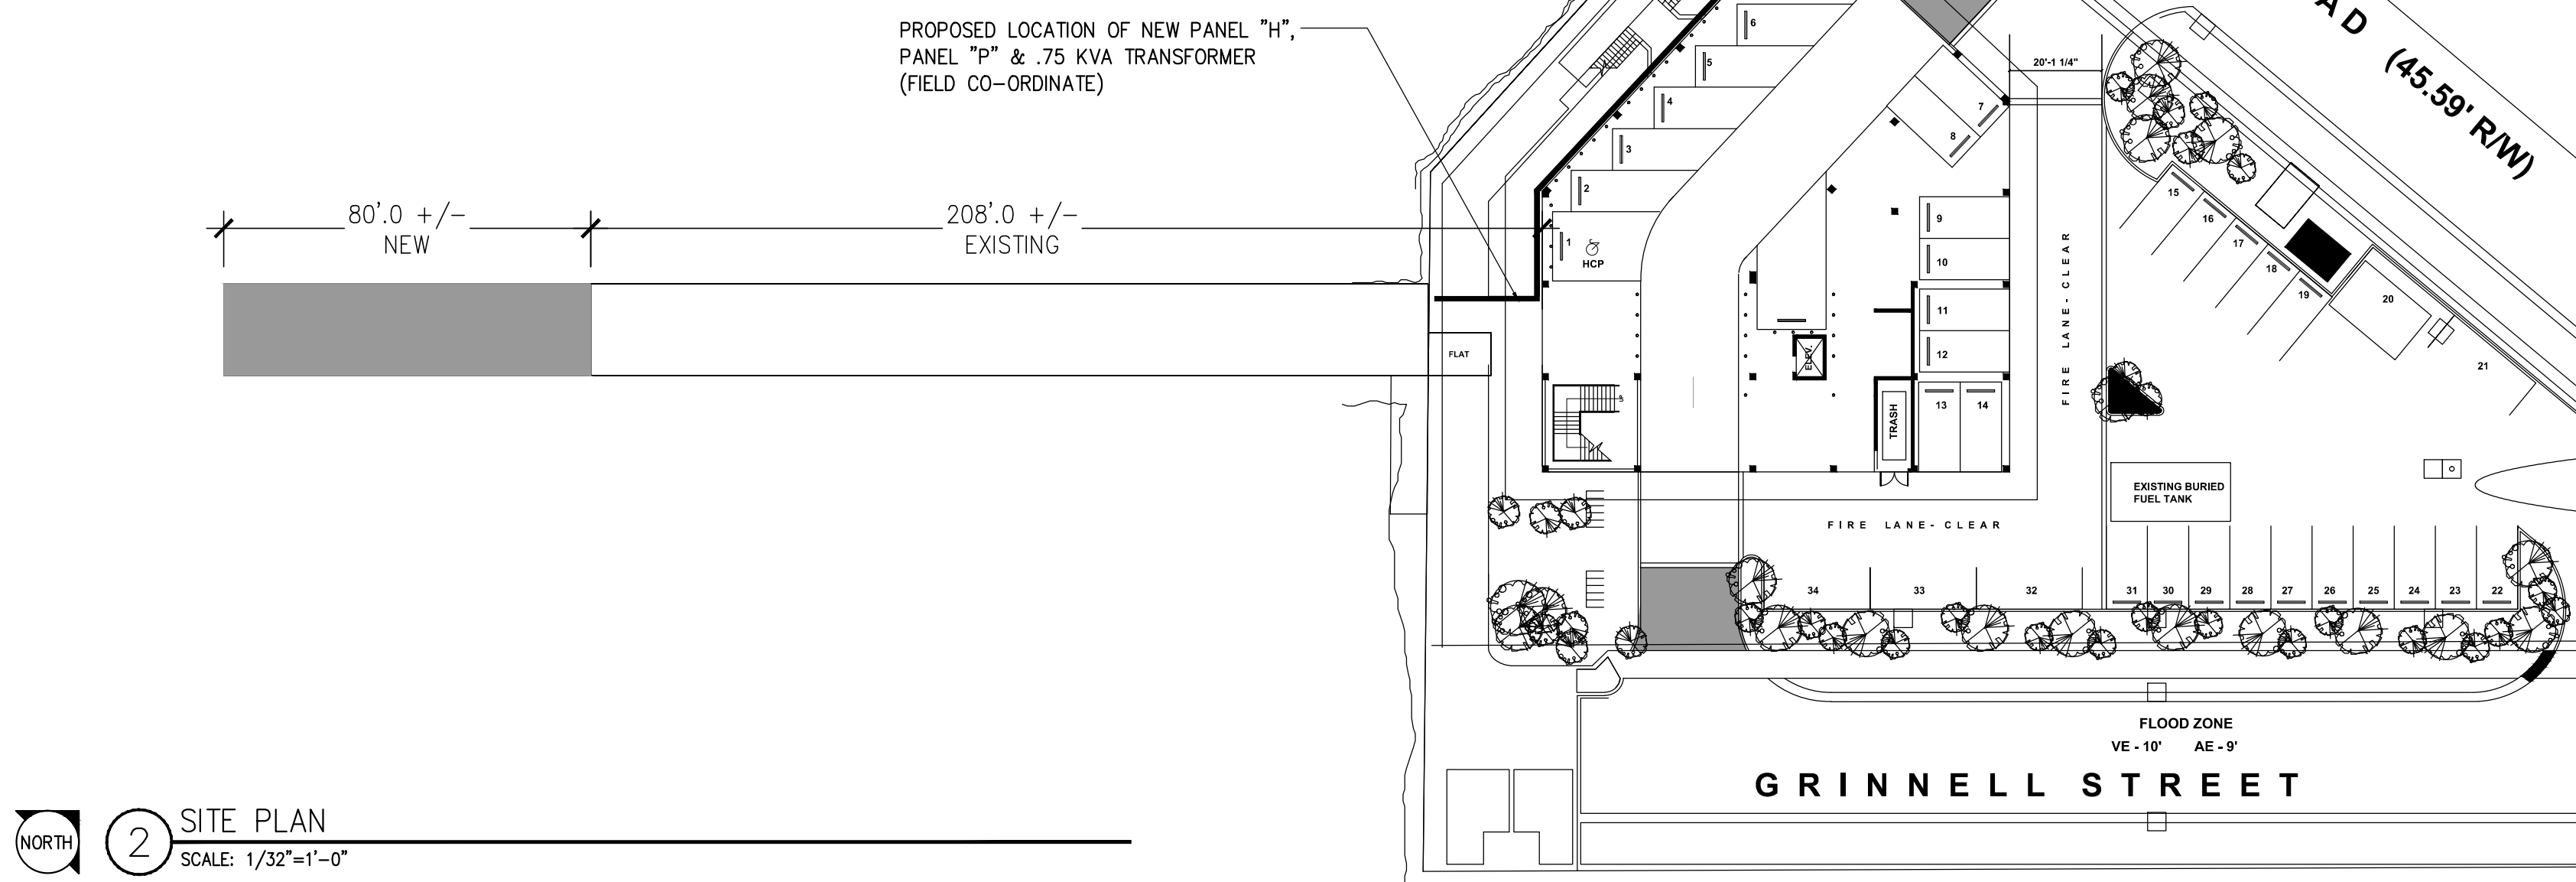 PROPOSED LOCATION OF NEW PANEL "H",
PANEL "P" & .75 KVA TRANSFORMER
(FIELD CO-ORDINATE)
80'.0 +/-
NEW
208'.0 +/-
EXISTING
6
5
4
3
2
1
HCP
7
8
9
10
11
12
13
14
20'-1 1/4"
AD (45.59' R/W)
15
16
17
18
19
20
21
FIRE LANE- CLEAR
FLAT
ELEV.
TRASH
EXISTING BURIED
FUEL TANK
FIRE LANE- CLEAR
34
33
32
31
30
29
28
27
26
25
24
23
22
FLOOD ZONE
VE - 10' AE - 9'
GRINNELL STREET
NORTH
2
SITE PLAN
SCALE: 1/32"=1'-0"